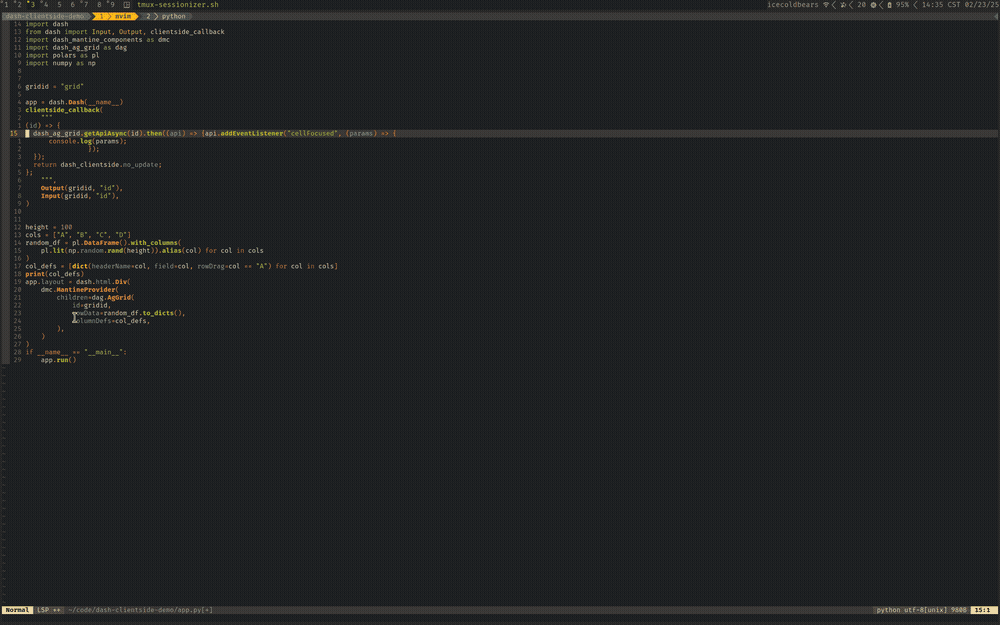 1 2 3 4 5 6 7 8 9 tmux-sessionizer.sh icecoldbears 20 95% 14:35 CST 02/23/25
dash-clientside-demo 1 nvim 2 python
14 import dash
13 from dash import Input, Output, clientside_callback
12 import dash_mantine_components as dmc
11 import dash_ag_grid as dag
10 import polars as pl
9 import numpy as np
8
7
6 gridid = "grid"
5
4 app = dash.Dash(__name__)
3 clientside_callback(
2 """
1 (id) => {
15 dash_ag_grid.getApiAsync(id).then((api) => {api.addEventListener("cellFocused", (params) => {
1 console.log(params);
2 });
3 });
4 return dash_clientside.no_update;
5 };
6 """,
7 Output(gridid, "id"),
8 Input(gridid, "id"),
9 )
10
11
12 height = 100
13 cols = ["A", "B", "C", "D"]
14 random_df = pl.DataFrame().with_columns(
15 pl.lit(np.random.rand(height)).alias(col) for col in cols
16 )
17 col_defs = [dict(headerName=col, field=col, rowDrag=col == "A") for col in cols]
18 print(col_defs)
19 app.layout = dash.html.Div(
20 dmc.MantineProvider(
21 children=dag.AgGrid(
22 id=gridid,
23 rowData=random_df.to_dicts(),
24 columnDefs=col_defs,
25 ),
26 )
27 )
28 if __name__ == "__main__":
29 app.run()
Normal LSP ++ ~/code/dash-clientside-demo/app.py[+] python utf-8[unix] 980B 15:1